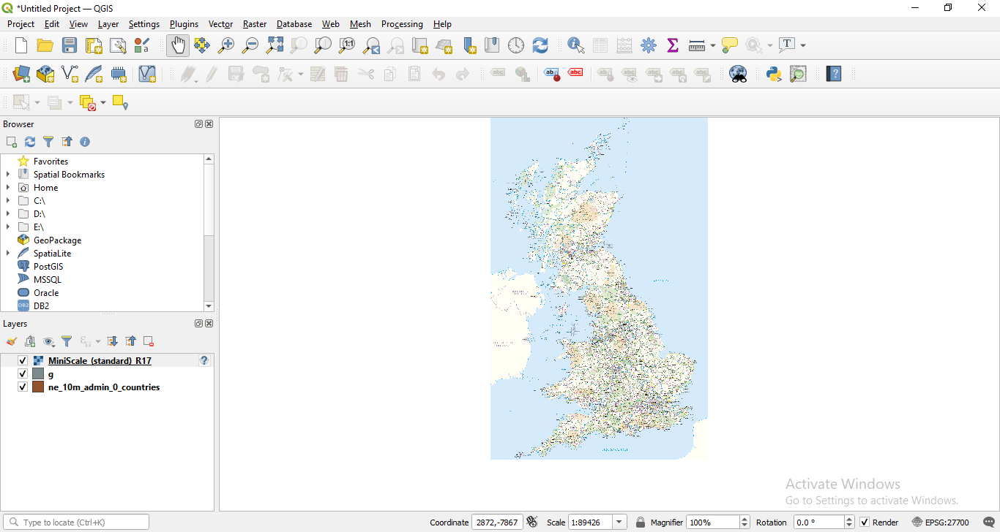 *Untitled Project — QGIS
Project Edit View Layer Settings Plugins Vector Raster Database Web Mesh Processing Help
Browser
Favorites
Spatial Bookmarks
Home
C:\
D:\
E:\
GeoPackage
SpatiaLite
PostGIS
MSSQL
Oracle
DB2
Layers
MiniScale (standard) R17
g
ne_10m_admin_0_countries
Activate Windows
Go to Settings to activate Windows.
Type to locate (Ctrl+K) Coordinate 2872,-7867 Scale 1:89426 Magnifier 100% Rotation 0.0 ° Render EPSG:27700